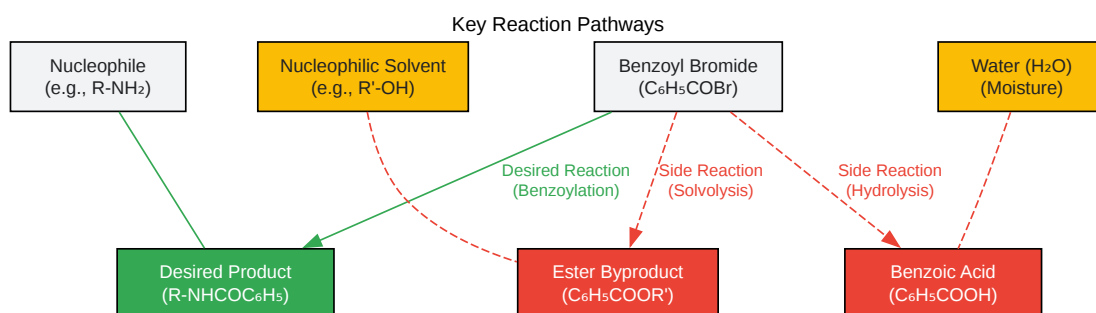 Key Reaction Pathways
Nucleophile
(e.g., R-NH₂)
Nucleophilic Solvent
(e.g., R'-OH)
Benzoyl Bromide
(C₆H₅COBr)
Water (H₂O)
(Moisture)
Desired Reaction
(Benzoylation)
Side Reaction
(Solvolysis)
Side Reaction
(Hydrolysis)
Desired Product
(R-NHCOC₆H₅)
Ester Byproduct
(C₆H₅COOR')
Benzoic Acid
(C₆H₅COOH)